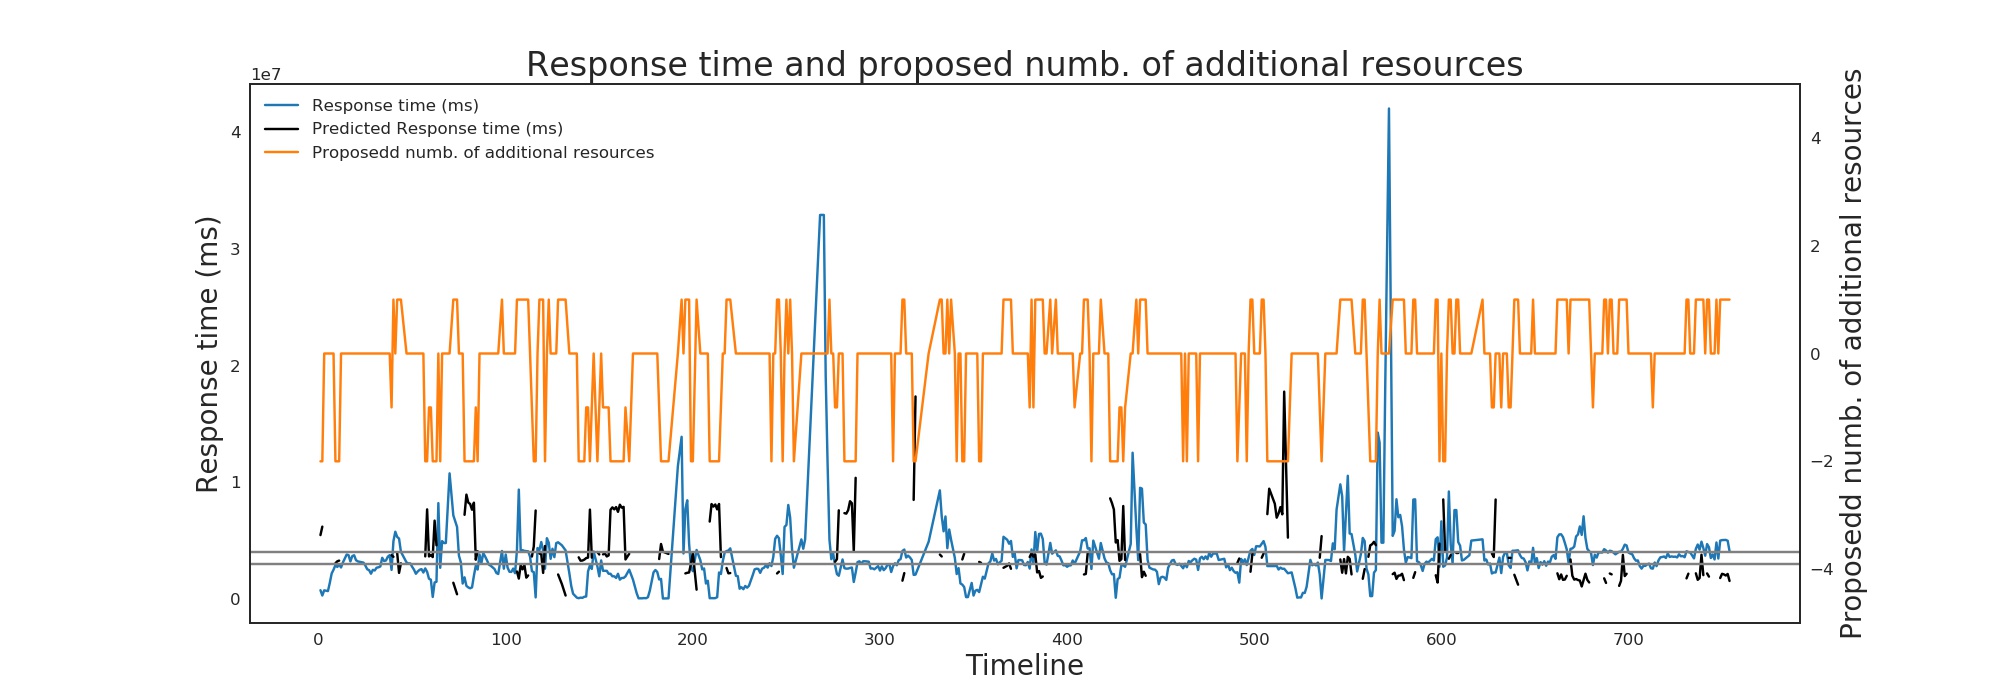 Response time and proposed numb. of additional resources
1e7
Response time (ms)
Predicted Response time (ms)
Proposedd numb. of additional resources
4
3
2
1
0
Response time (ms)
4
2
0
−2
−4
Proposedd numb. of additional resources
0 100 200 300 400 500 600 700
Timeline